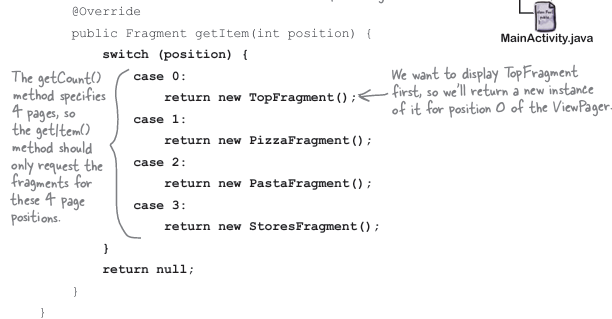 @Override
public Fragment getItem(int position) {
switch (position) {
case 0:
return new TopFragment();
case 1:
return new PizzaFragment();
case 2:
return new PastaFragment();
case 3:
return new StoresFragment();
}
return null;
}
}
The getCount()
method specifies
4 pages, so
the getItem()
method should
only request the
fragments for
these 4 page
positions.
We want to display TopFragment
first, so we'll return a new instance
of it for position 0 of the ViewPager.
MainActivity.java